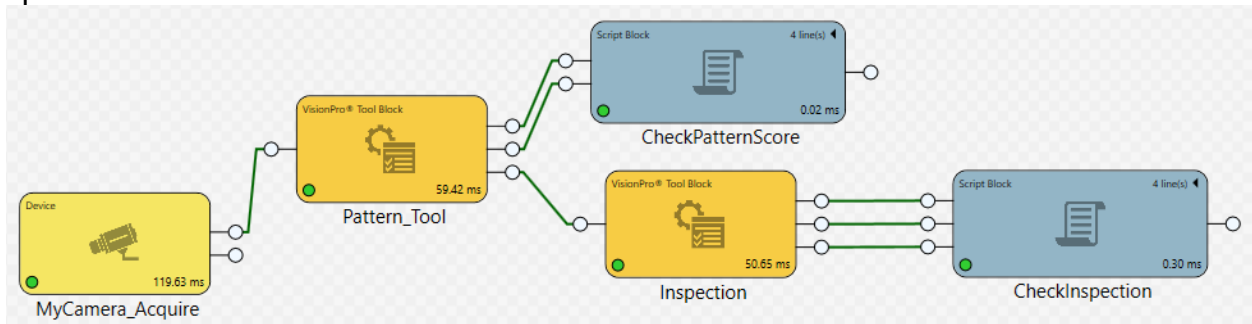 Script Block 4 line(s)
0.02 ms
CheckPatternScore
VisionPro® Tool Block
59.42 ms
Pattern_Tool
VisionPro® Tool Block
50.65 ms
Inspection
Script Block 4 line(s)
0.30 ms
CheckInspection
Device
119.63 ms
MyCamera_Acquire